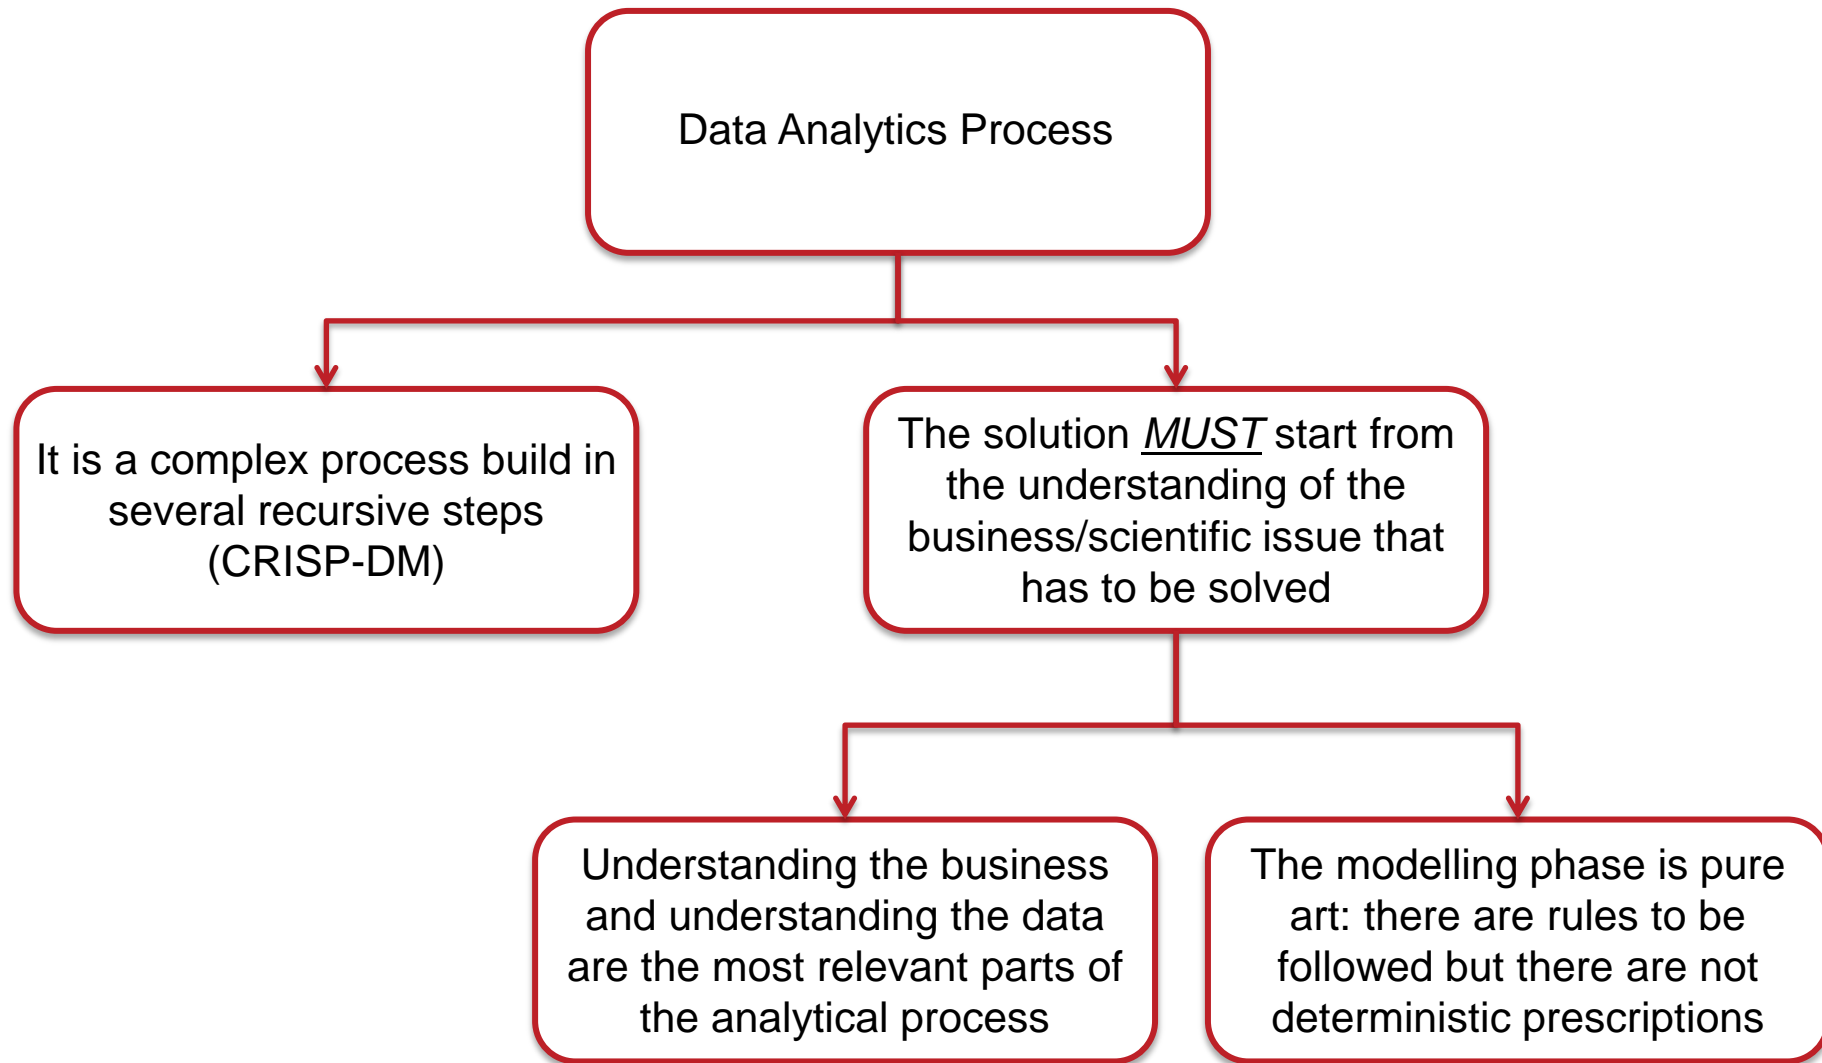 Data Analytics Process
It is a complex process build in
several recursive steps
(CRISP-DM)
The solution MUST start from
the understanding of the
business/scientific issue that
has to be solved
Understanding the business
and understanding the data
are the most relevant parts of
the analytical process
The modelling phase is pure
art: there are rules to be
followed but there are not
deterministic prescriptions